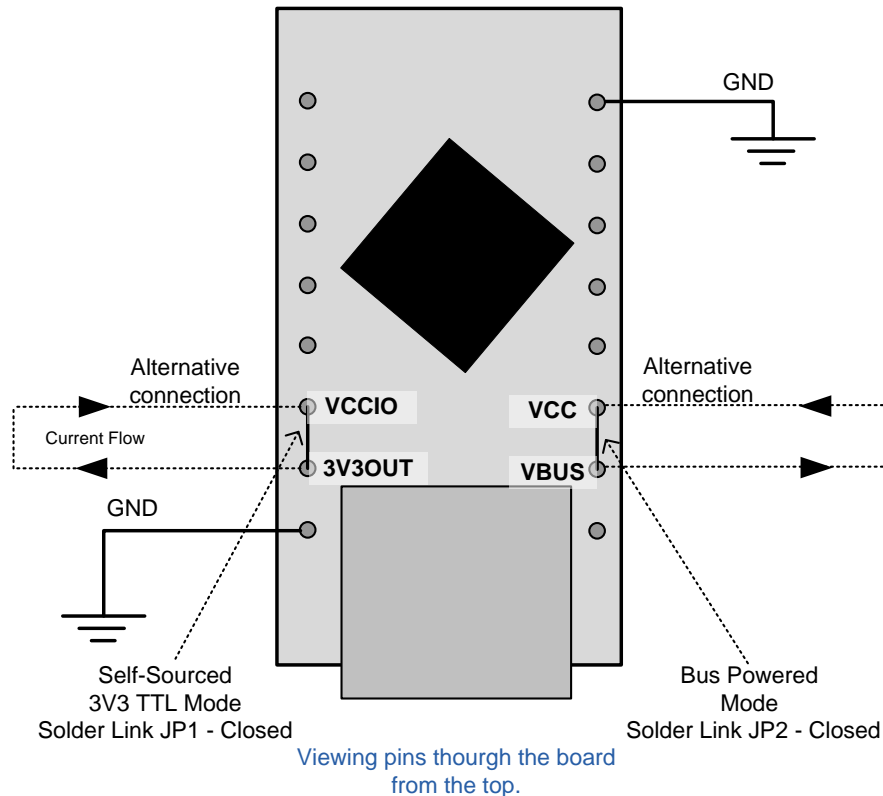 GND
Alternative
connection
Alternative
connection
VCCIO
VCC
Current Flow
3V3OUT
VBUS
GND
Self-Sourced
3V3 TTL Mode
Solder Link JP1 - Closed
Bus Powered
Mode
Solder Link JP2 - Closed
Viewing pins thourgh the board
from the top.